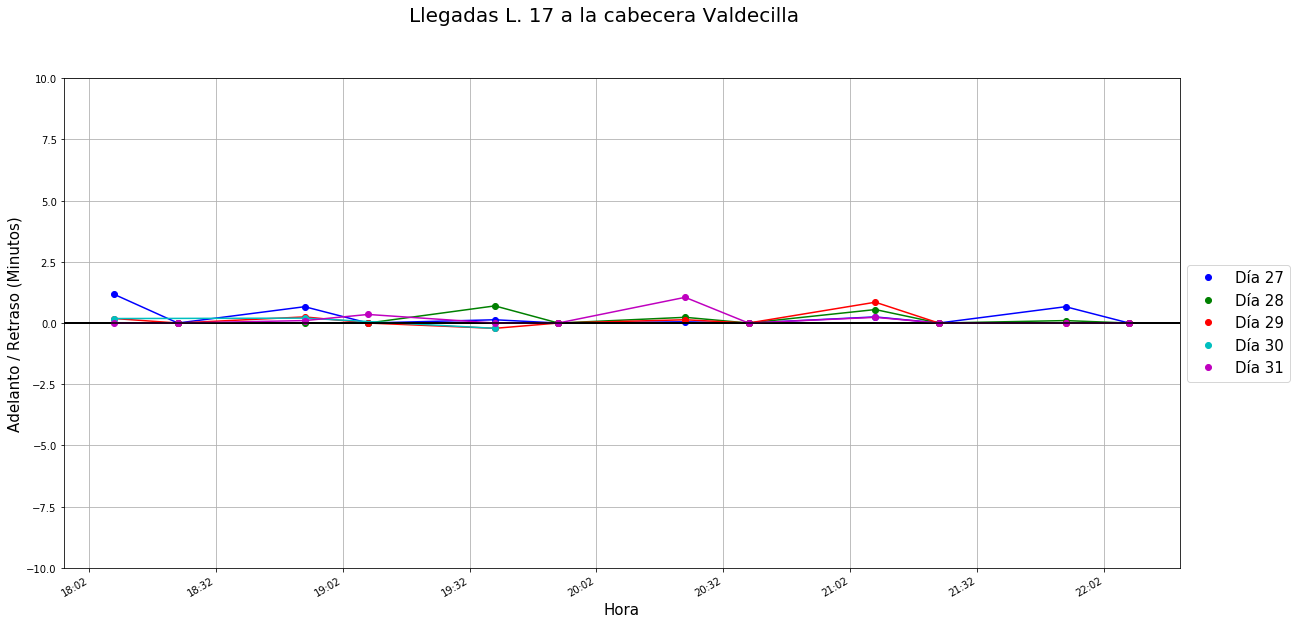 Llegadas L. 17 a la cabecera Valdecilla
Adelanto / Retraso (Minutos)
10.0
7.5
5.0
2.5
0.0
−2.5
−5.0
−7.5
−10.0
18:02
18:32
19:02
19:32
20:02
20:32
21:02
21:32
22:02
Hora
Día 27
Día 28
Día 29
Día 30
Día 31